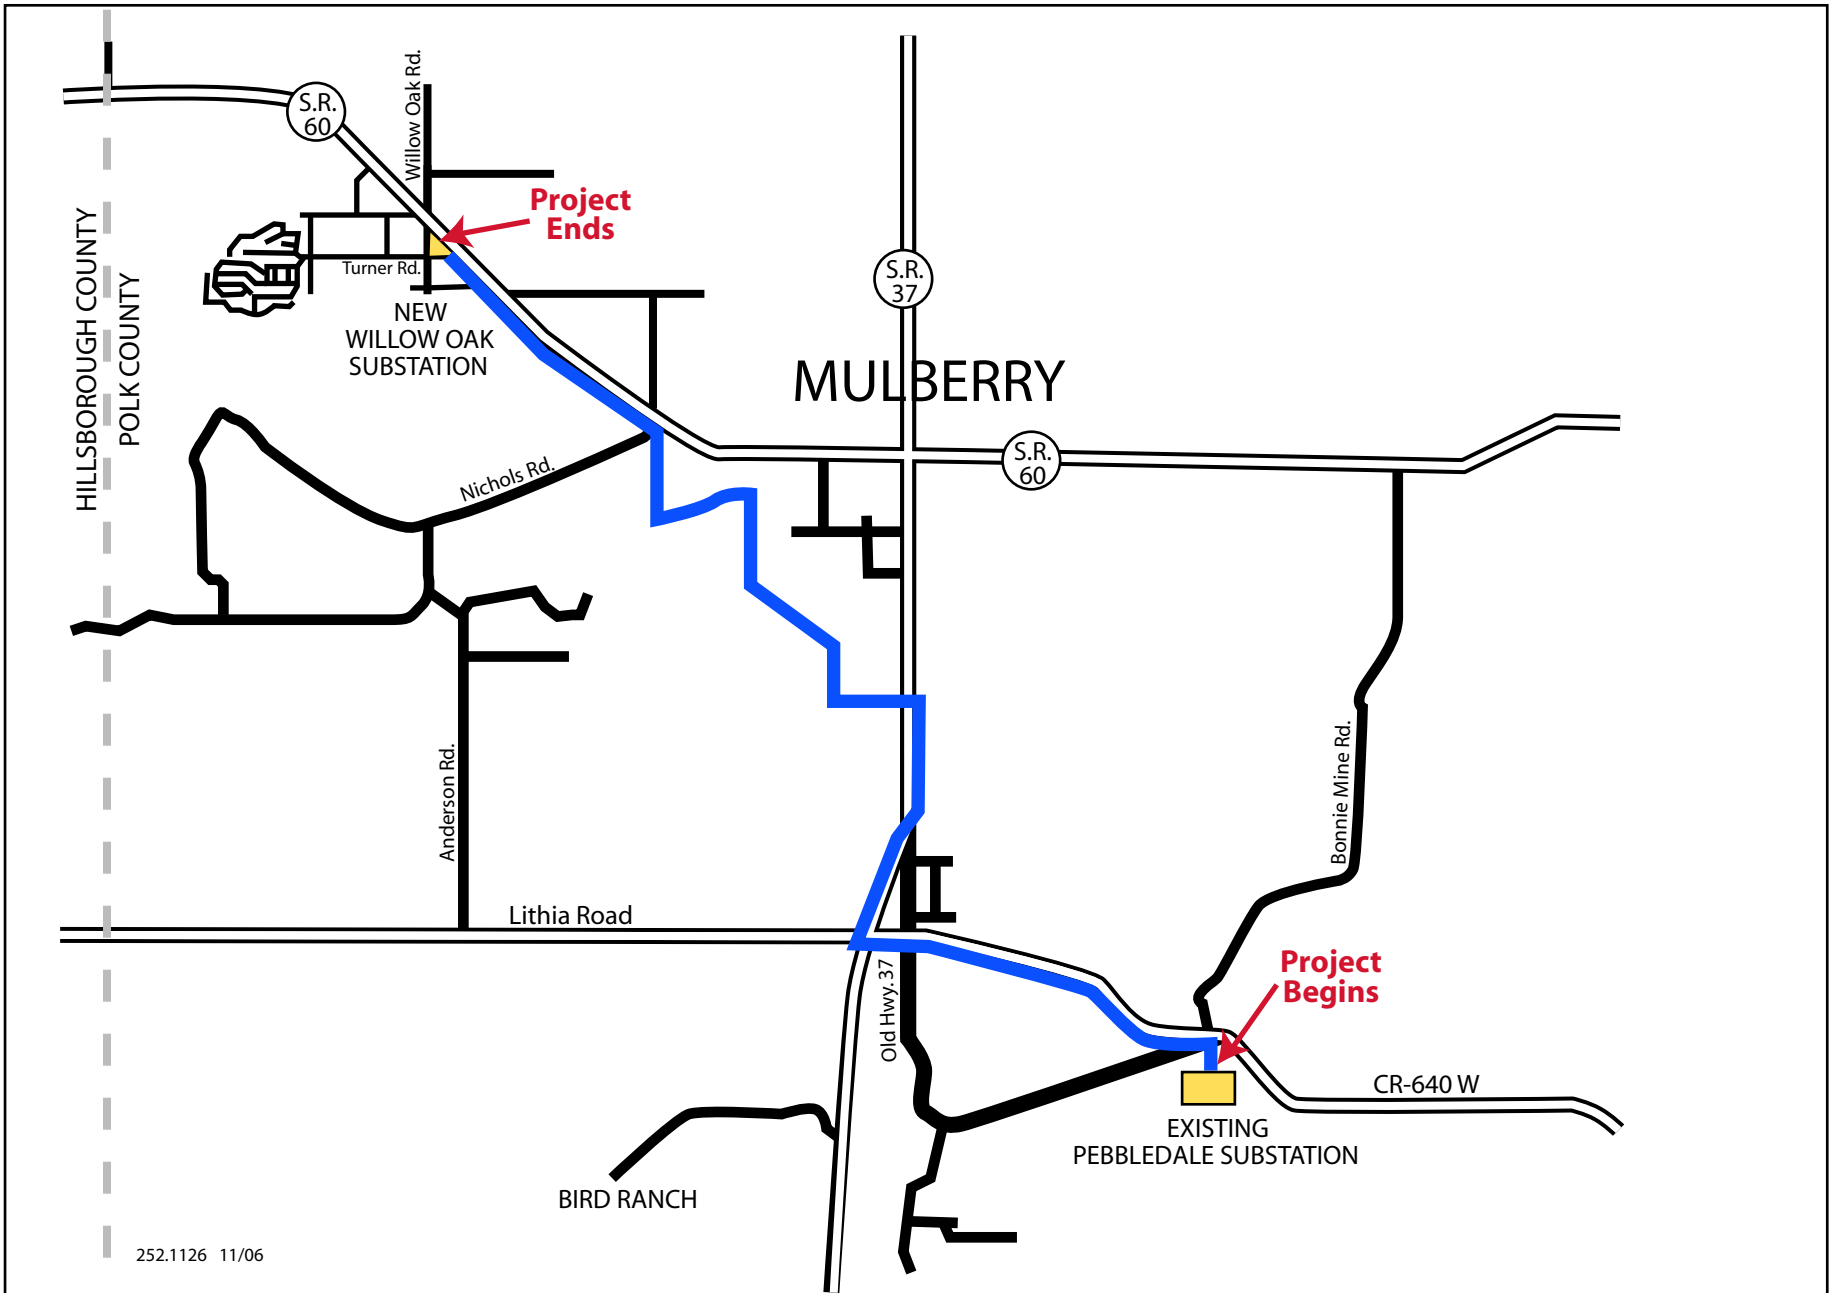 S.R.
60
Willow Oak Rd.
Project
Ends
HILLSBOROUGH COUNTY
POLK COUNTY
Turner Rd.
NEW
WILLOW OAK
SUBSTATION
S.R.
37
MULBERRY
S.R.
60
Nichols Rd.
Anderson Rd.
Bonnie Mine Rd.
Lithia Road
Old Hwy. 37
Project
Begins
CR-640 W
EXISTING
PEBBLEDALE SUBSTATION
BIRD RANCH
252.1126 11/06